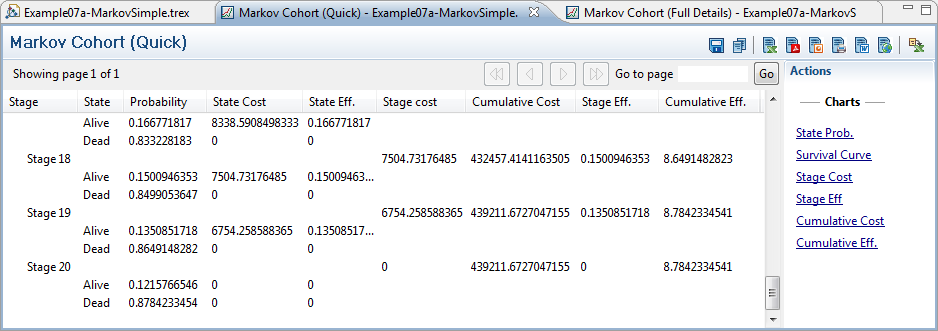 Example07a-MarkovSimple.trex Markov Cohort (Quick) - Example07a-MarkovSimple. Markov Cohort (Full Details) - Example07a-MarkovS
Markov Cohort (Quick)
Showing page 1 of 1 Go to page Go Actions
Stage State Probability State Cost State Eff. Stage cost Cumulative Cost Stage Eff. Cumulative Eff. Charts
Alive 0.166771817 8338.5908498333 0.166771817
Dead 0.833228183 0 0 State Prob.
Stage 18 7504.73176485 432457.4141163505 0.1500946353 8.6491482823 Survival Curve
Alive 0.1500946353 7504.73176485 0.15009463... Stage Cost
Dead 0.8499053647 0 0 Stage Eff
Stage 19 6754.258588365 439211.6727047155 0.1350851718 8.7842334541 Cumulative Cost
Alive 0.1350851718 6754.258588365 0.13508517...
Dead 0.8649148282 0 0 Cumulative Eff.
Stage 20 0 439211.6727047155 0 8.7842334541
Alive 0.1215766546 0 0
Dead 0.8784233454 0 0